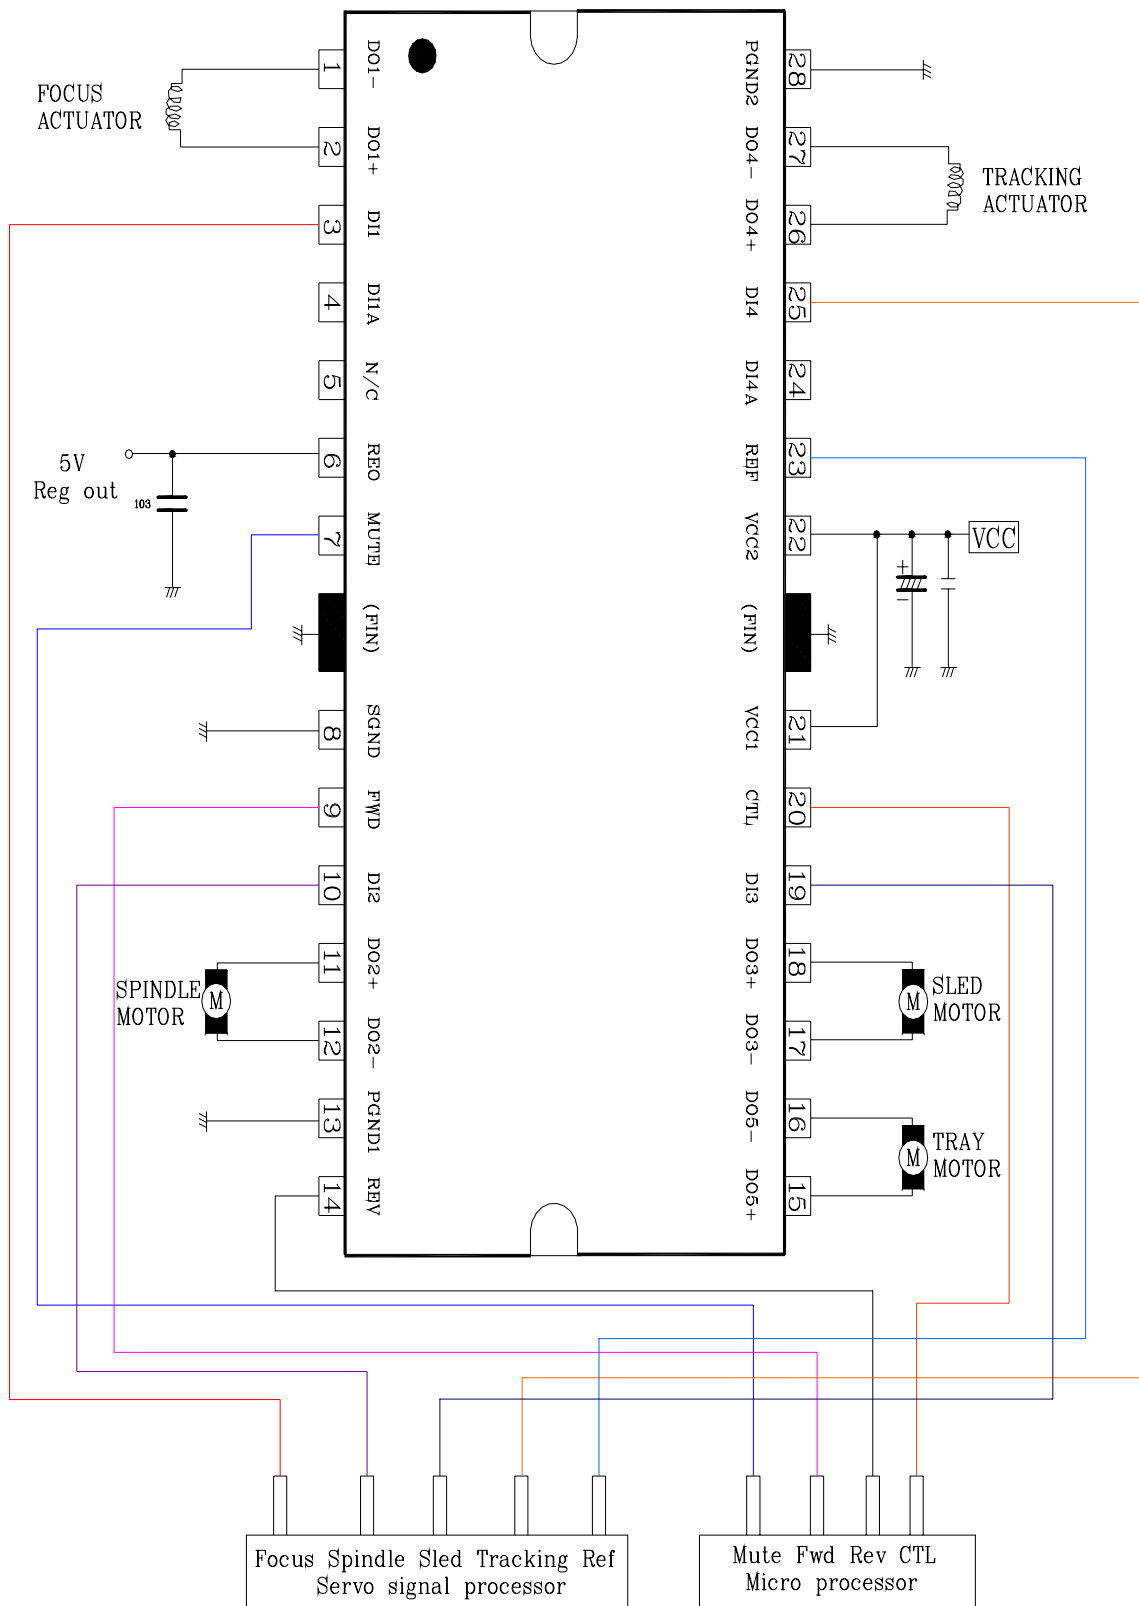 FOCUS
ACTUATOR
1 DO1-
2 DO1+
3 DI1
4 DI1A
5 N/C
6 REO
7 MUTE
(FIN)
8 SGND
9 FWD
10 DI2
11 DO2+
12 DO2-
13 PGND1
14 REV
5V
Reg out
103
SPINDLE
MOTOR
M
PGND2 28
DO4- 27
DO4+ 26
DI4 25
DI4A 24
REF 23
VCC2 22
(FIN)
VCC1 21
CTL 20
DI3 19
DO3+ 18
DO3- 17
DO5- 16
DO5+ 15
TRACKING
ACTUATOR
VCC
+
-
M
SLED
MOTOR
M
TRAY
MOTOR
Focus Spindle Sled Tracking Ref
Servo signal processor
Mute Fwd Rev CTL
Micro processor